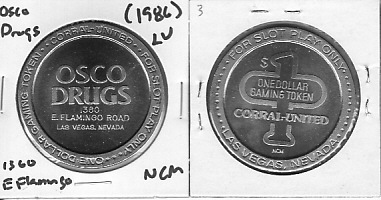 Osco
Drugs
(1986)
LV
CORRAL-UNITED · FOR SLOT PLAY ONLY · ONE DOLLAR GAMING TOKEN
OSCO
DRUGS
1380
E. FLAMINGO ROAD
LAS VEGAS, NEVADA
1360
E Flamingo
NCM
3
FOR SLOT PLAY ONLY
$1
ONE DOLLAR
GAMING TOKEN
CORRAL-UNITED
NCM
LAS VEGAS, NEVADA